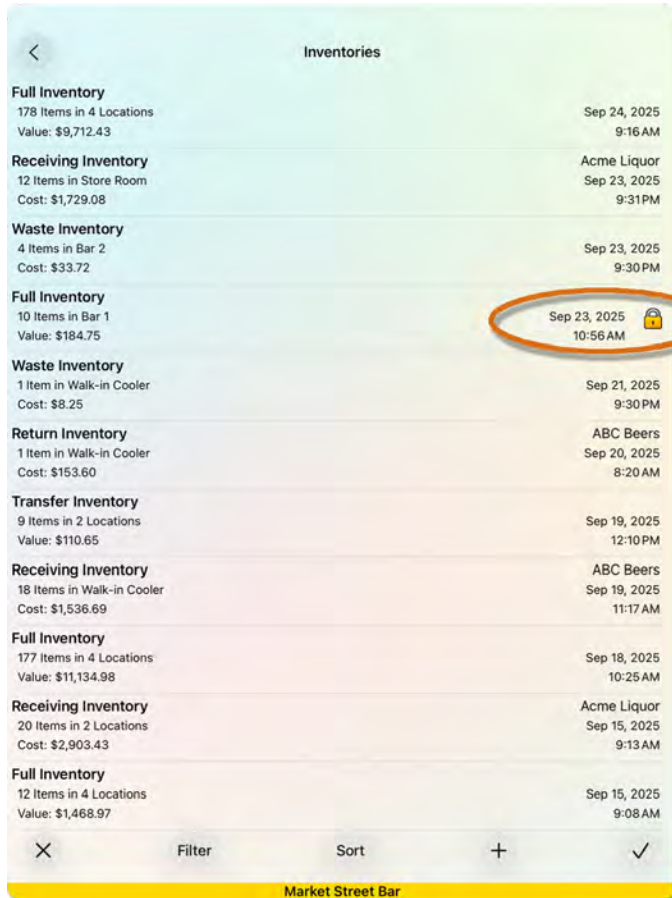 Inventories
Full Inventory
178 Items in 4 Locations
Sep 24, 2025
Value: $9,712.43
9:16 AM
Receiving Inventory
Acme Liquor
12 Items in Store Room
Sep 23, 2025
Cost: $1,729.08
9:31 PM
Waste Inventory
4 Items in Bar 2
Sep 23, 2025
Cost: $33.72
9:30 PM
Full Inventory
10 Items in Bar 1
Sep 23, 2025
Value: $184.75
10:56 AM
Waste Inventory
1 Item in Walk-in Cooler
Sep 21, 2025
Cost: $8.25
9:30 PM
Return Inventory
ABC Beers
1 Item in Walk-in Cooler
Sep 20, 2025
Cost: $153.60
8:20 AM
Transfer Inventory
9 Items in 2 Locations
Sep 19, 2025
Value: $110.65
12:10 PM
Receiving Inventory
ABC Beers
18 Items in Walk-in Cooler
Sep 19, 2025
Cost: $1,536.69
11:17 AM
Full Inventory
177 Items in 4 Locations
Sep 18, 2025
Value: $11,134.98
10:25 AM
Receiving Inventory
Acme Liquor
20 Items in 2 Locations
Sep 15, 2025
Cost: $2,903.43
9:13 AM
Full Inventory
12 Items in 4 Locations
Sep 15, 2025
Value: $1,468.97
9:08 AM
Filter
Sort
Market Street Bar